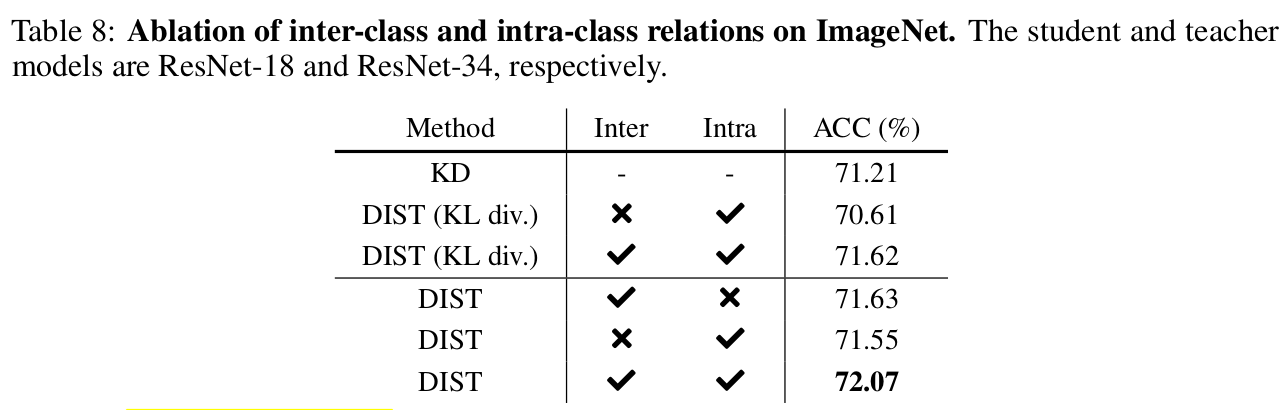 Table 8: Ablation of inter-class and intra-class relations on ImageNet. The student and teacher
models are ResNet-18 and ResNet-34, respectively.
Method Inter Intra ACC (%)
KD - - 71.21
DIST (KL div.) ✘ ✔ 70.61
DIST (KL div.) ✔ ✔ 71.62
DIST ✔ ✘ 71.63
DIST ✘ ✔ 71.55
DIST ✔ ✔ 72.07